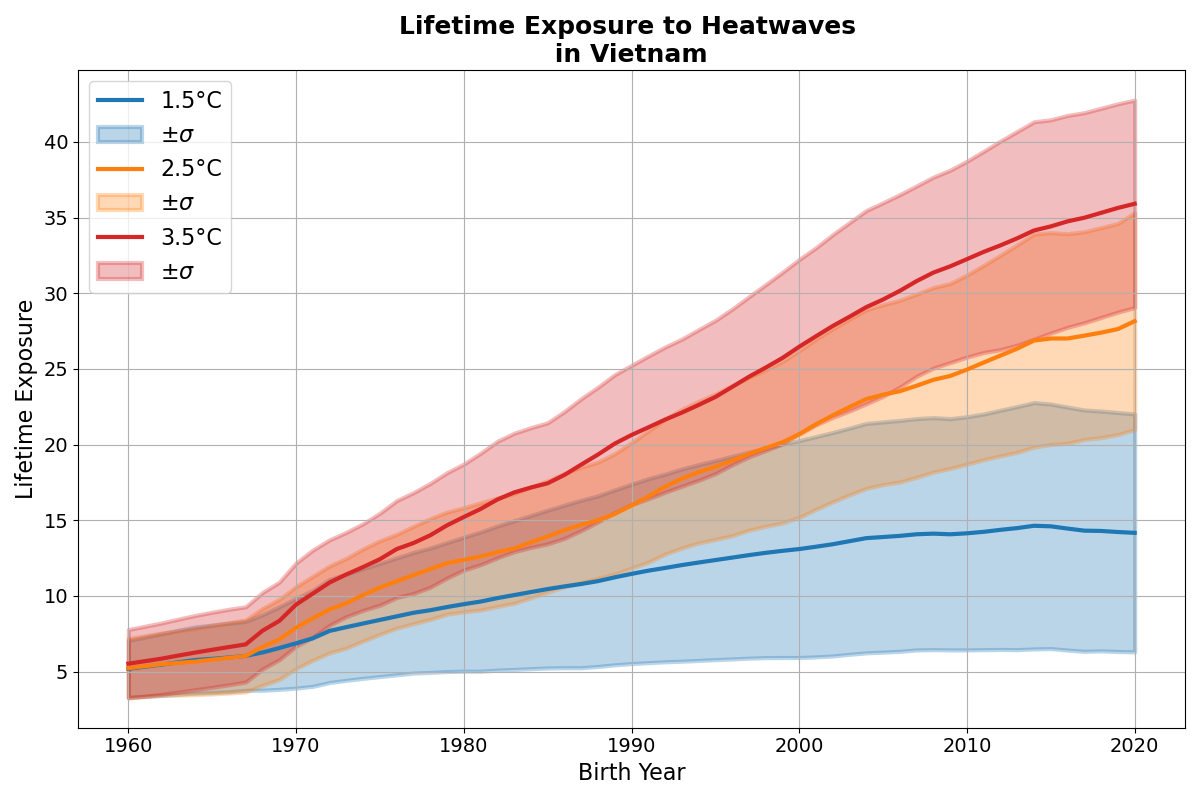 Lifetime Exposure to Heatwaves
in Vietnam
1.5°C
±σ
2.5°C
±σ
3.5°C
±σ
Lifetime Exposure
40
35
30
25
20
15
10
5
1960 1970 1980 1990 2000 2010 2020
Birth Year